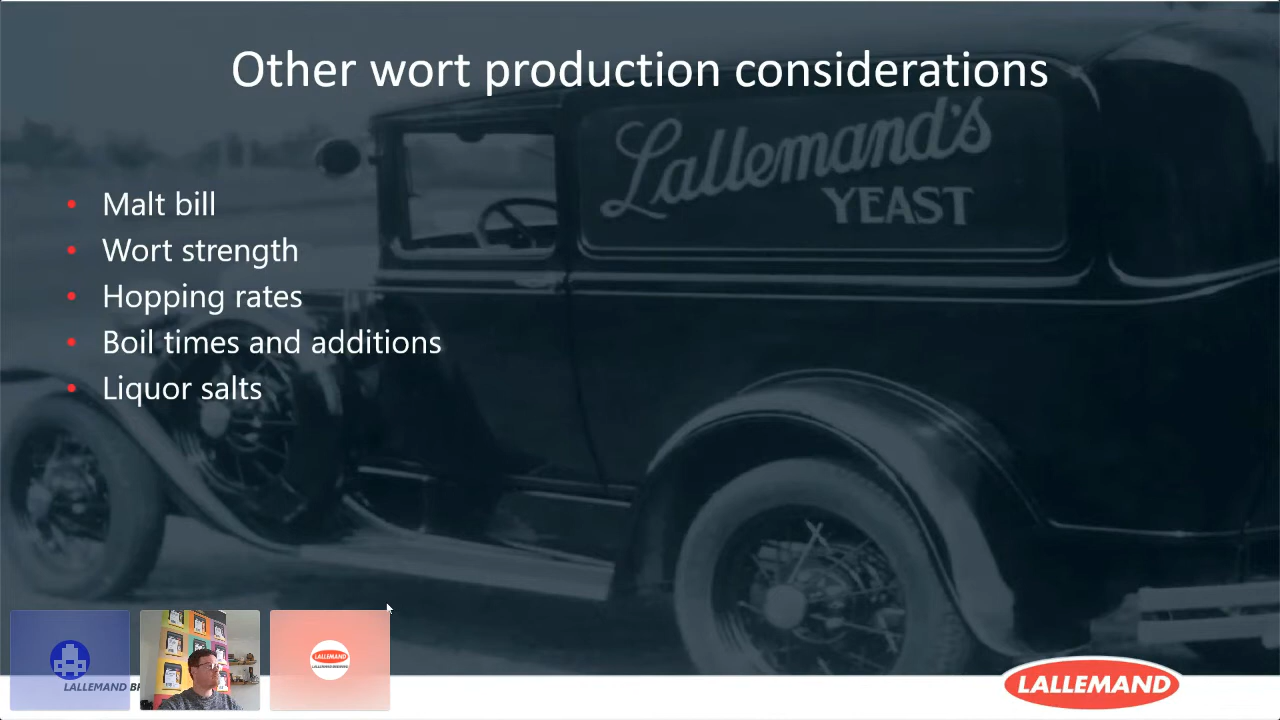 Other wort production considerations
Lallemand's
YEAST
• Malt bill
• Wort strength
• Hopping rates
• Boil times and additions
• Liquor salts
LALLEMAND
LALLEMAND
LALLEMAND